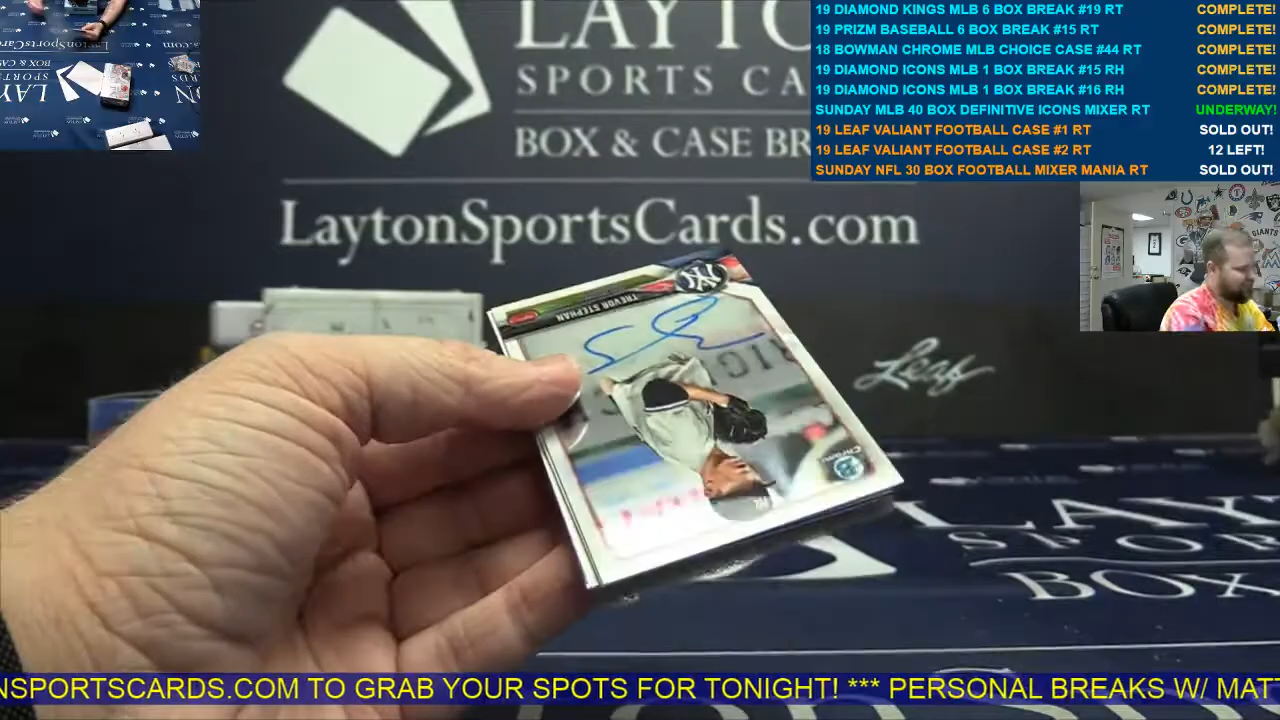 19 DIAMOND KINGS MLB 6 BOX BREAK #19 RT COMPLETE!
19 PRIZM BASEBALL 6 BOX BREAK #15 RT COMPLETE!
18 BOWMAN CHROME MLB CHOICE CASE #44 RT COMPLETE!
19 DIAMOND ICONS MLB 1 BOX BREAK #15 RH COMPLETE!
19 DIAMOND ICONS MLB 1 BOX BREAK #16 RH COMPLETE!
SUNDAY MLB 40 BOX DEFINITIVE ICONS MIXER RT UNDERWAY!
19 LEAF VALIANT FOOTBALL CASE #1 RT SOLD OUT!
19 LEAF VALIANT FOOTBALL CASE #2 RT 12 LEFT!
SUNDAY NFL 30 BOX FOOTBALL MIXER MANIA RT SOLD OUT!
LAYTO
SPORTS CA
BOX & CASE BR
LaytonSportsCards.com
GIANTS
TREVOR STEPHAN
Leaf
LAYT
SPORTS
BOX
NSPORTSCARDS.COM TO GRAB YOUR SPOTS FOR TONIGHT! *** PERSONAL BREAKS W/ MATT